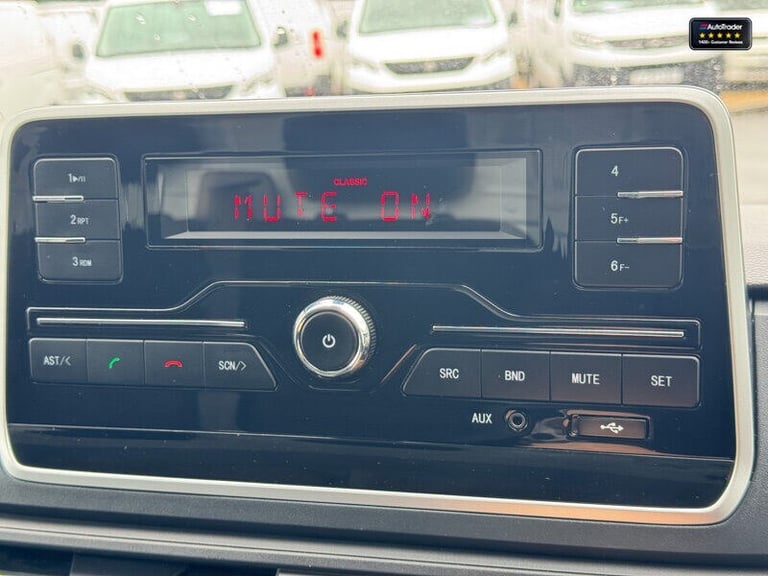 AutoTrader
1▶/II
2 RPT
3 RDM
CLASSIC
MUTE ON
4
5 F+
6 F-
AST/<
SCN/>
SRC
BND
MUTE
SET
AUX